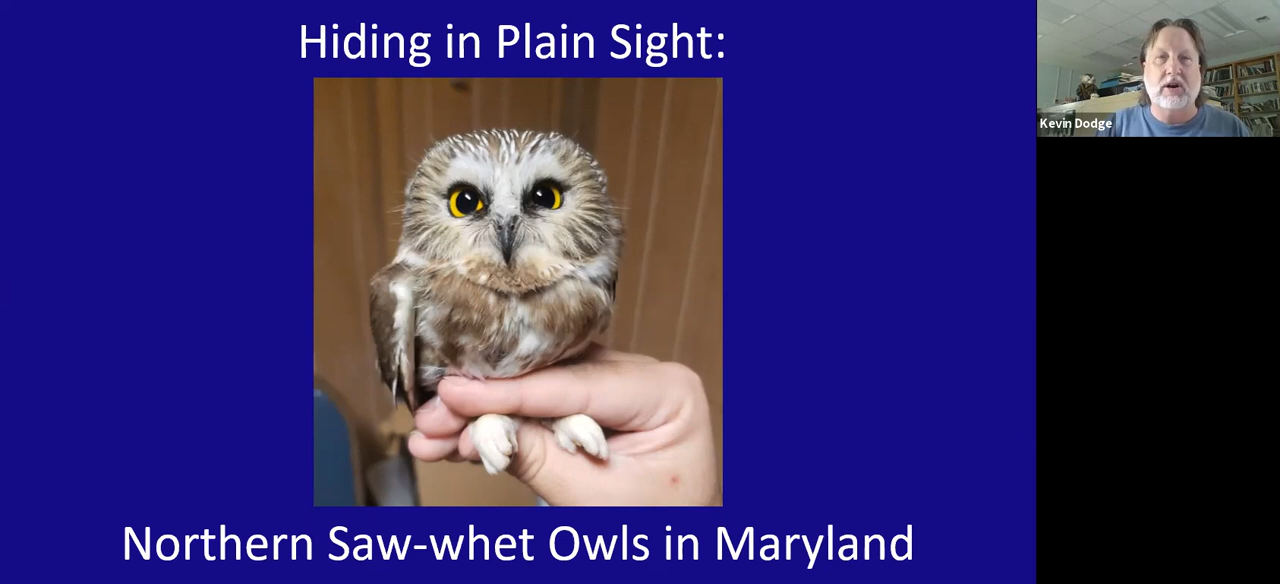 Hiding in Plain Sight:
Kevin Dodge
Northern Saw-whet Owls in Maryland